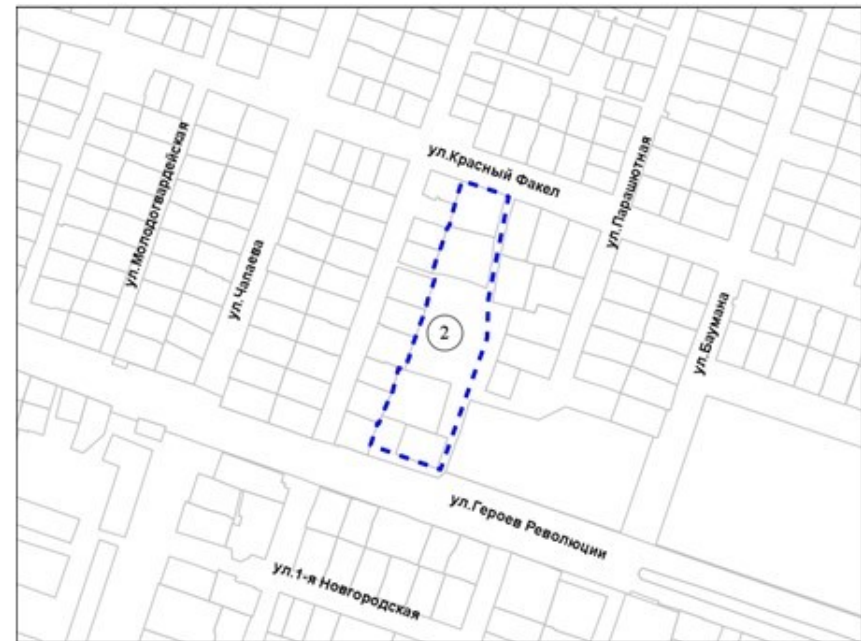 ул.Красный Факел
ул.Молодогвардейская
ул.Парашютная
ул.Чапаева
ул.Баумана
2
ул.Героев Революции
ул.1-я Новгородская